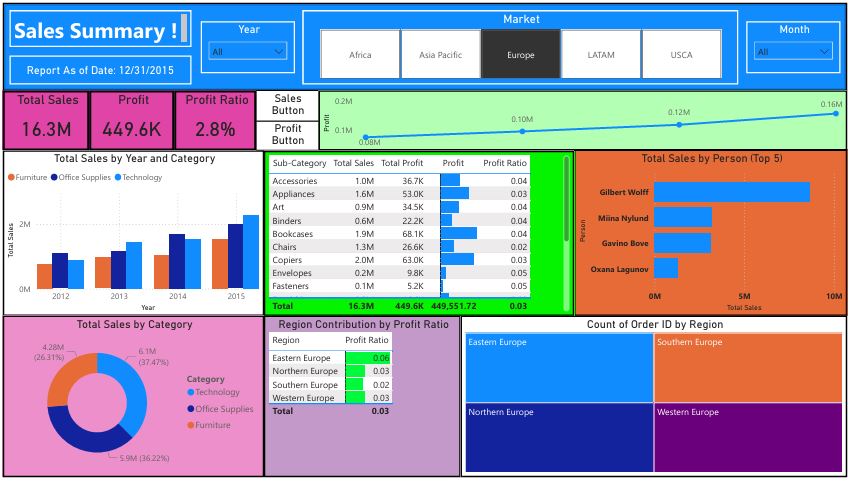 Sales Summary !
Report As of Date: 12/31/2015
Year
All
Market
Africa
Asia Pacific
Europe
LATAM
USCA
Month
All
Total Sales
16.3M
Profit
449.6K
Profit Ratio
2.8%
Sales Button
Profit Button
Profit
0.2M
0.1M
0.08M
0.10M
0.12M
0.16M
Total Sales by Year and Category
Furniture Office Supplies Technology
Total Sales
2M
0M
2012 2013 2014 2015
Year
Sub-Category Total Sales Total Profit Profit Profit Ratio
Accessories 1.0M 36.7K 0.04
Appliances 1.6M 53.0K 0.03
Art 0.9M 34.5K 0.04
Binders 0.6M 22.2K 0.04
Bookcases 1.9M 68.1K 0.04
Chairs 1.3M 26.6K 0.02
Copiers 2.0M 63.0K 0.03
Envelopes 0.2M 9.8K 0.05
Fasteners 0.1M 5.2K 0.05
Total 16.3M 449.6K 449,551.72 0.03
Total Sales by Person (Top 5)
Person
Gilbert Wolff
Miina Nylund
Gavino Bove
Oxana Lagunov
0M 5M 10M
Total Sales
Total Sales by Category
4.28M
(26.31%)
6.1M
(37.47%)
5.9M (36.22%)
Category
Technology
Office Supplies
Furniture
Region Contribution by Profit Ratio
Region Profit Ratio
Eastern Europe 0.06
Northern Europe 0.03
Southern Europe 0.02
Western Europe 0.03
Total 0.03
Count of Order ID by Region
Eastern Europe
Southern Europe
Northern Europe
Western Europe